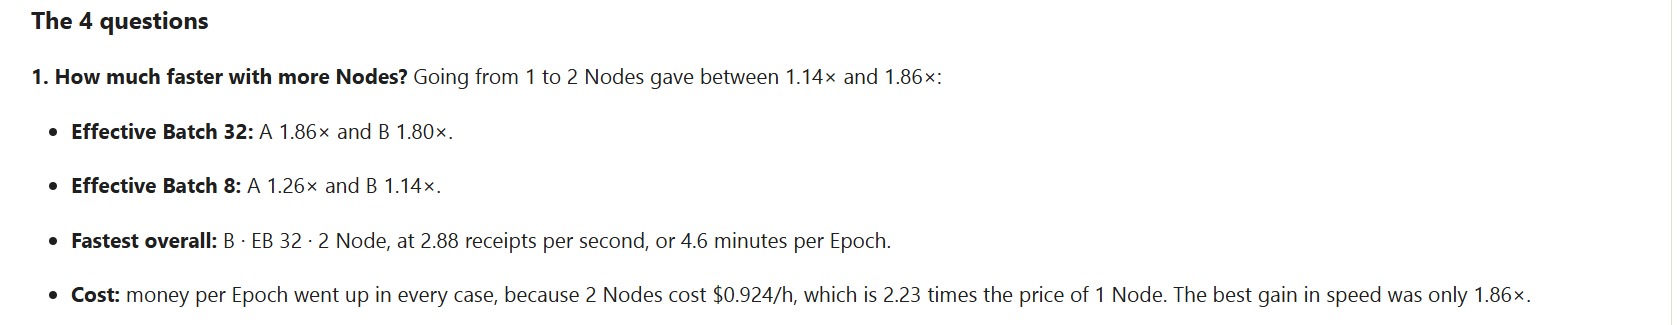 The 4 questions
1. How much faster with more Nodes? Going from 1 to 2 Nodes gave between 1.14× and 1.86×:
• Effective Batch 32: A 1.86× and B 1.80×.
• Effective Batch 8: A 1.26× and B 1.14×.
• Fastest overall: B · EB 32 · 2 Node, at 2.88 receipts per second, or 4.6 minutes per Epoch.
• Cost: money per Epoch went up in every case, because 2 Nodes cost $0.924/h, which is 2.23 times the price of 1 Node. The best gain in speed was only 1.86×.